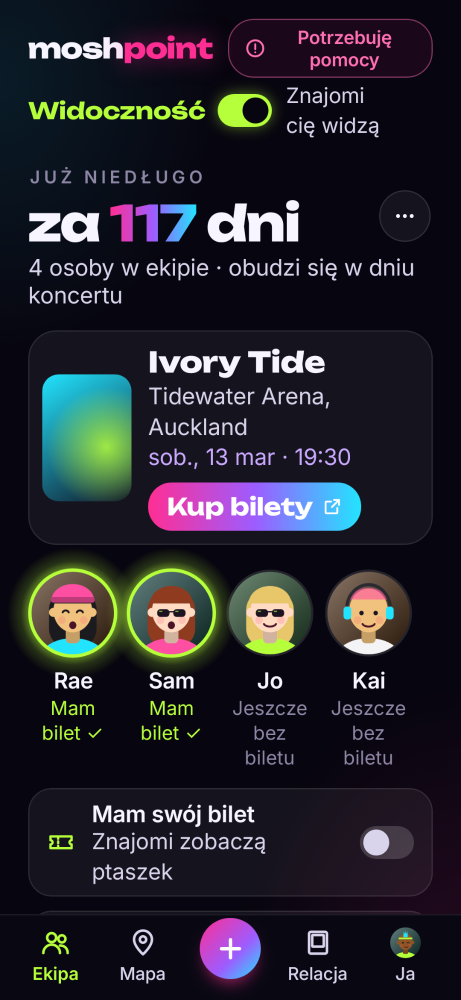 moshpoint
Potrzebuję
pomocy
Widoczność
Znajomi
cię widzą
JUŻ NIEDŁUGO
za 117 dni
4 osoby w ekipie · obudzi się w dniu
koncertu
Ivory Tide
Tidewater Arena,
Auckland
sob., 13 mar · 19:30
Kup bilety
Rae
Mam
bilet ✓
Sam
Mam
bilet ✓
Jo
Jeszcze
bez
biletu
Kai
Jeszcze
bez
biletu
Mam swój bilet
Znajomi zobaczą
ptaszek
Ekipa
Mapa
Relacja
Ja